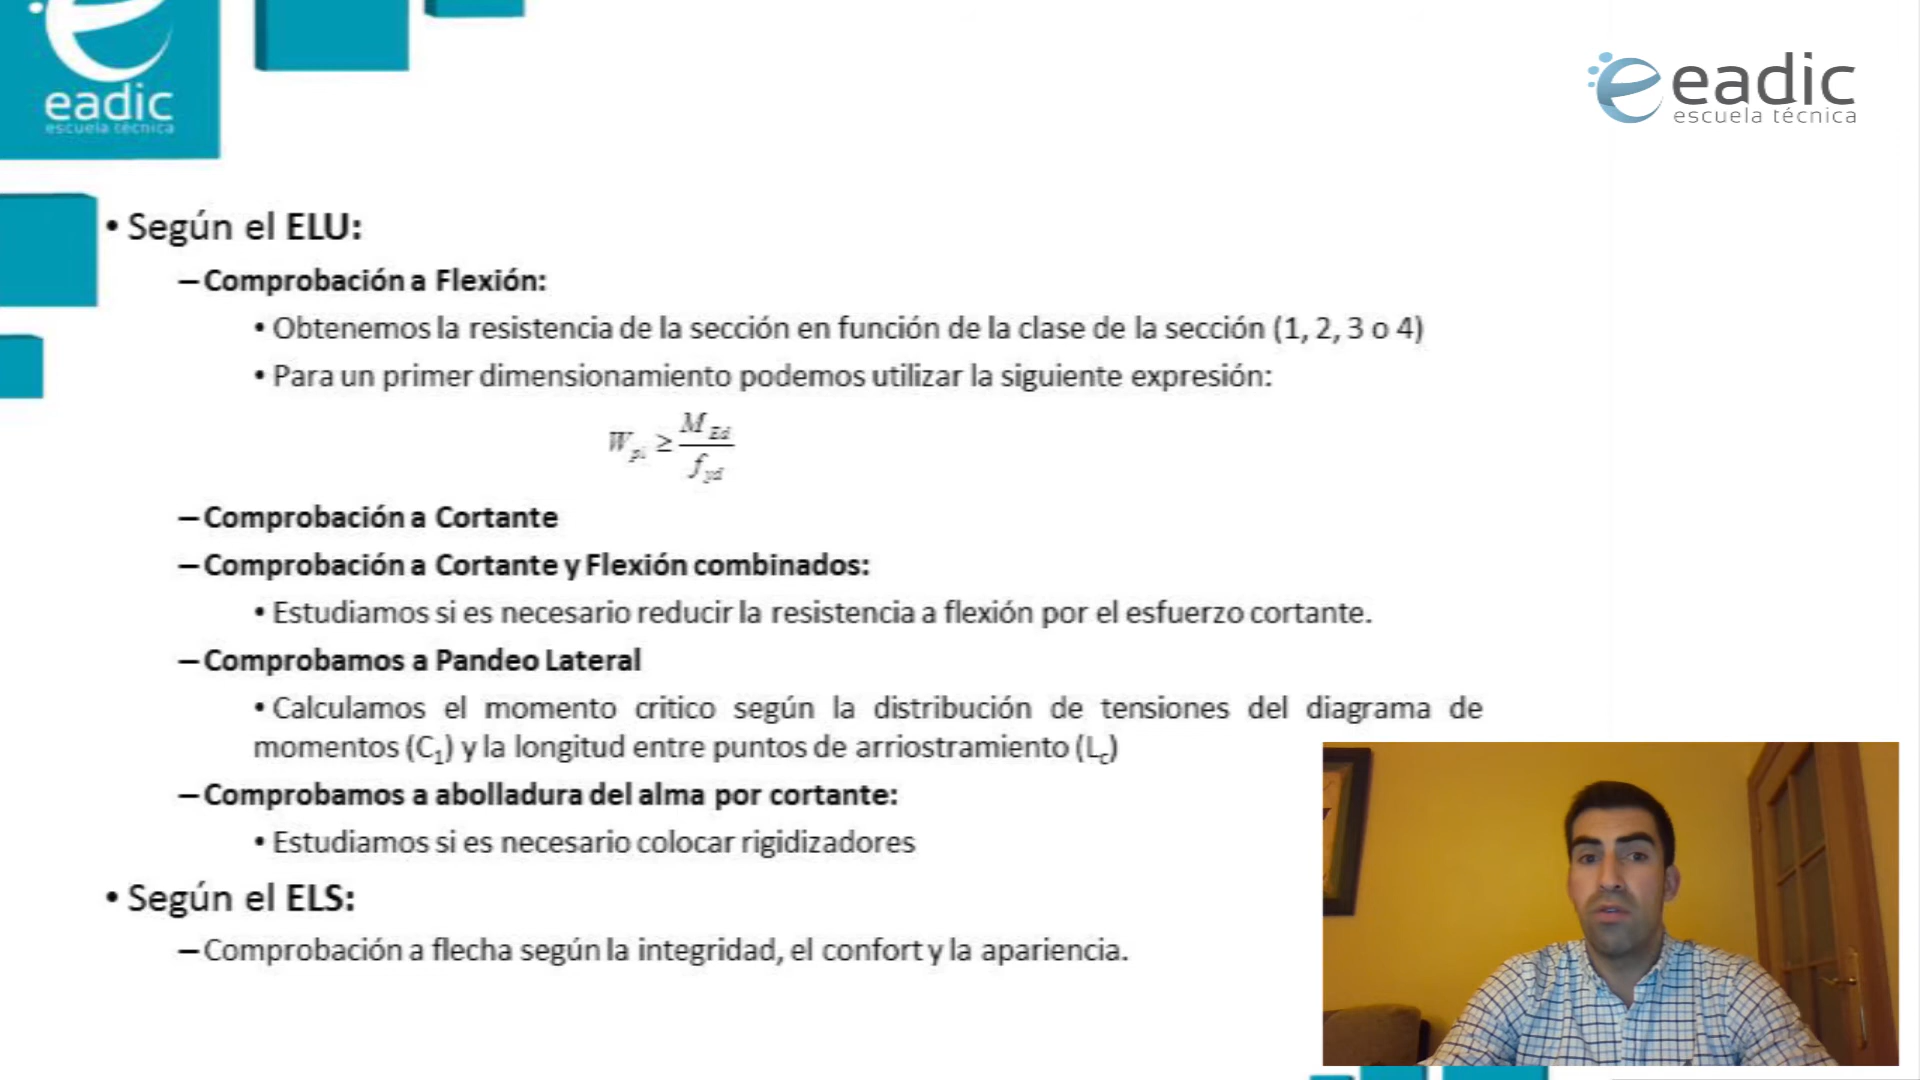 eadic
escuela técnica
eadic
escuela técnica
• Según el ELU:
– Comprobación a Flexión:
• Obtenemos la resistencia de la sección en función de la clase de la sección (1, 2, 3 o 4)
• Para un primer dimensionamiento podemos utilizar la siguiente expresión:
W_pl ≥ M_Ed / f_yd
– Comprobación a Cortante
– Comprobación a Cortante y Flexión combinados:
• Estudiamos si es necesario reducir la resistencia a flexión por el esfuerzo cortante.
– Comprobamos a Pandeo Lateral
• Calculamos el momento critico según la distribución de tensiones del diagrama de
momentos (C₁) y la longitud entre puntos de arriostramiento (L_c)
– Comprobamos a abolladura del alma por cortante:
• Estudiamos si es necesario colocar rigidizadores
• Según el ELS:
– Comprobación a flecha según la integridad, el confort y la apariencia.